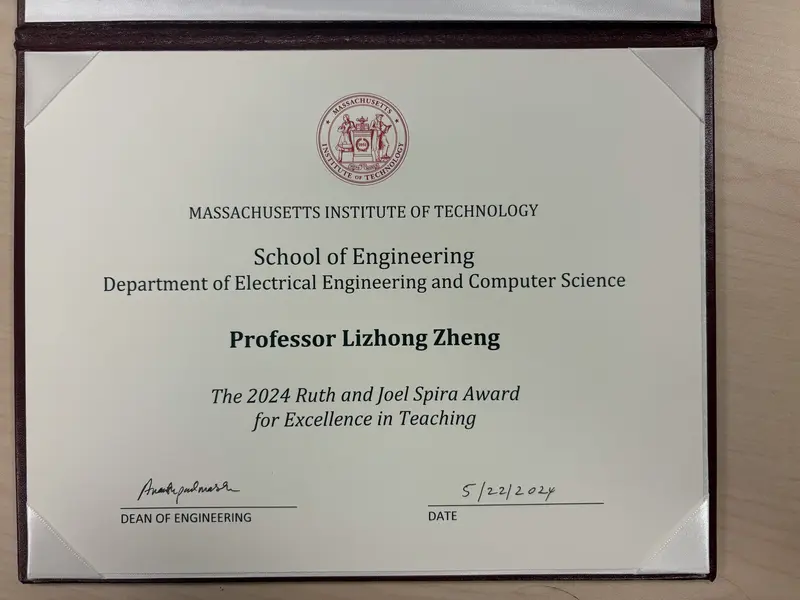 MASSACHUSETTS INSTITUTE OF TECHNOLOGY
MASSACHUSETTS INSTITUTE OF TECHNOLOGY
School of Engineering
Department of Electrical Engineering and Computer Science
Professor Lizhong Zheng
The 2024 Ruth and Joel Spira Award
for Excellence in Teaching
5/22/2024
DEAN OF ENGINEERING
DATE